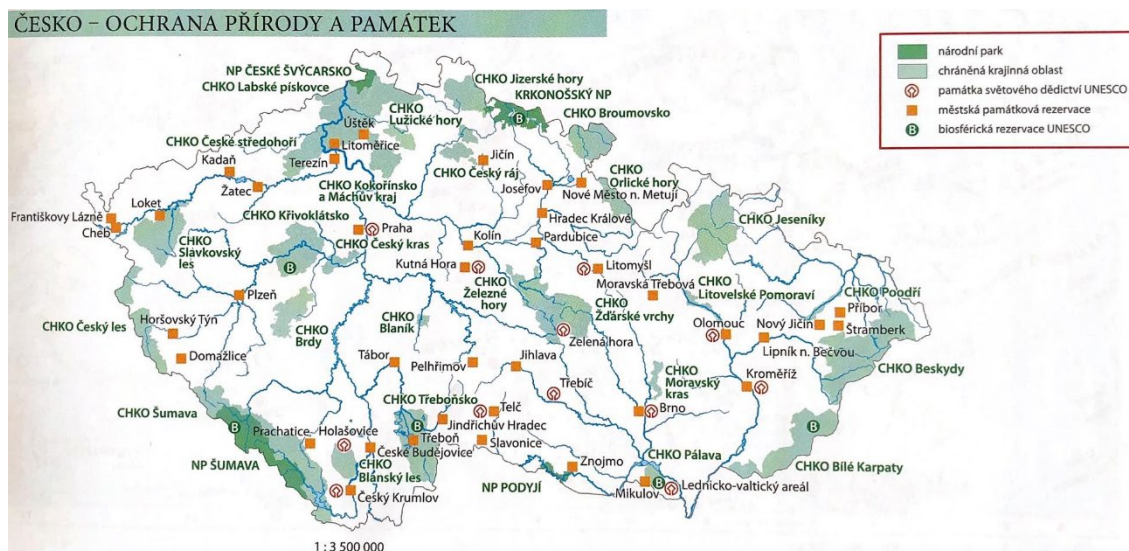 ČESKO – OCHRANA PŘÍRODY A PAMÁTEK
národní park
chráněná krajinná oblast
památka světového dědictví UNESCO
městská památková rezervace
B biosférická rezervace UNESCO
NP ČESKÉ ŠVÝCARSKO
CHKO Labské pískovce
CHKO Jizerské hory
KRKONOŠSKÝ NP
B
CHKO Broumovsko
CHKO
Lužické hory
Úštěk
CHKO České středohoří
Litoměřice
Kadaň
Terezín
Jičín
CHKO Český ráj
Žatec
CHKO Kokořínsko
a Máchův kraj
Josefov
Nové Město n. Metují
CHKO
Orlické hory
Loket
Františkovy Lázně
Cheb
CHKO Křivoklátsko
Praha
Hradec Králové
CHKO Jeseníky
CHKO
Slavkovský
les
CHKO Český kras
Kolín
Pardubice
B
Kutná Hora
Litomyšl
Moravská Třebová
CHKO
Železné
hory
CHKO
Litovelské Pomoraví
CHKO Poodří
Plzeň
CHKO
Žďárské vrchy
Příbor
CHKO Český les
Horšovský Týn
CHKO
Brdy
CHKO
Blaník
Zelená hora
Olomouc
Nový Jičín
Štramberk
Domažlice
Lipník n. Bečvou
Tábor
Pelhřimov
Jihlava
CHKO Beskydy
Třebíč
CHKO
Moravský
kras
Kroměříž
CHKO Šumava
CHKO Třeboňsko
Telč
Brno
B
Prachatice
Holašovice
B
Jindřichův Hradec
B
Třeboň
Slavonice
České Budějovice
NP ŠUMAVA
CHKO
Blanský les
Znojmo
CHKO Pálava
CHKO Bílé Karpaty
Český Krumlov
NP PODYJÍ
Mikulov
B
Lednicko-valtický areál
1 : 3 500 000